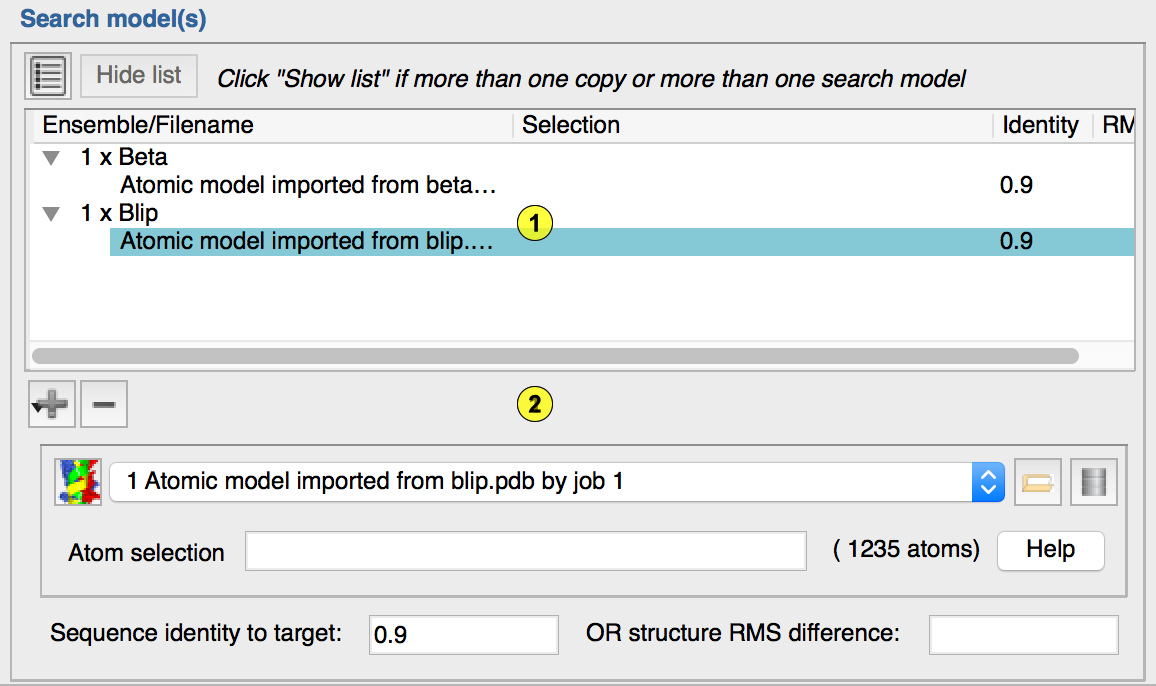 Search model(s)
Hide list Click "Show list" if more than one copy or more than one search model
Ensemble/Filename Selection Identity RM
1 x Beta
Atomic model imported from beta... 0.9
1 x Blip
1
Atomic model imported from blip.... 0.9
2
1 Atomic model imported from blip.pdb by job 1
Atom selection ( 1235 atoms) Help
Sequence identity to target: 0.9 OR structure RMS difference: